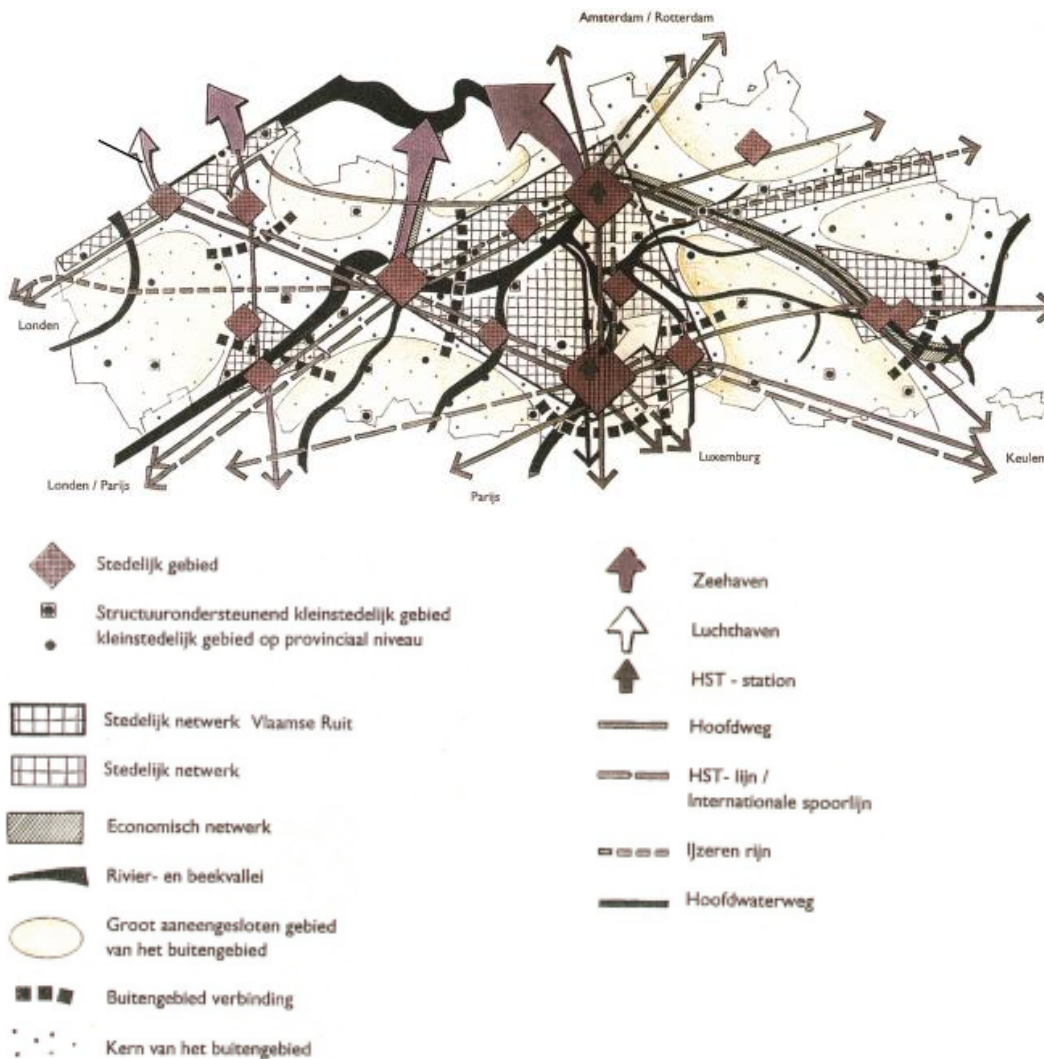 Amsterdam / Rotterdam
Londen
Londen / Parijs
Parijs
Luxemburg
Keulen
Stedelijk gebied
Structuurondersteunend kleinstedelijk gebied
kleinstedelijk gebied op provinciaal niveau
Stedelijk netwerk Vlaamse Ruit
Stedelijk netwerk
Economisch netwerk
Rivier- en beekvallei
Groot aaneengesloten gebied
van het buitengebied
Buitengebied verbinding
Kern van het buitengebied
Zeehaven
Luchthaven
HST - station
Hoofdweg
HST- lijn /
Internationale spoorlijn
IJzeren rijn
Hoofdwaterweg